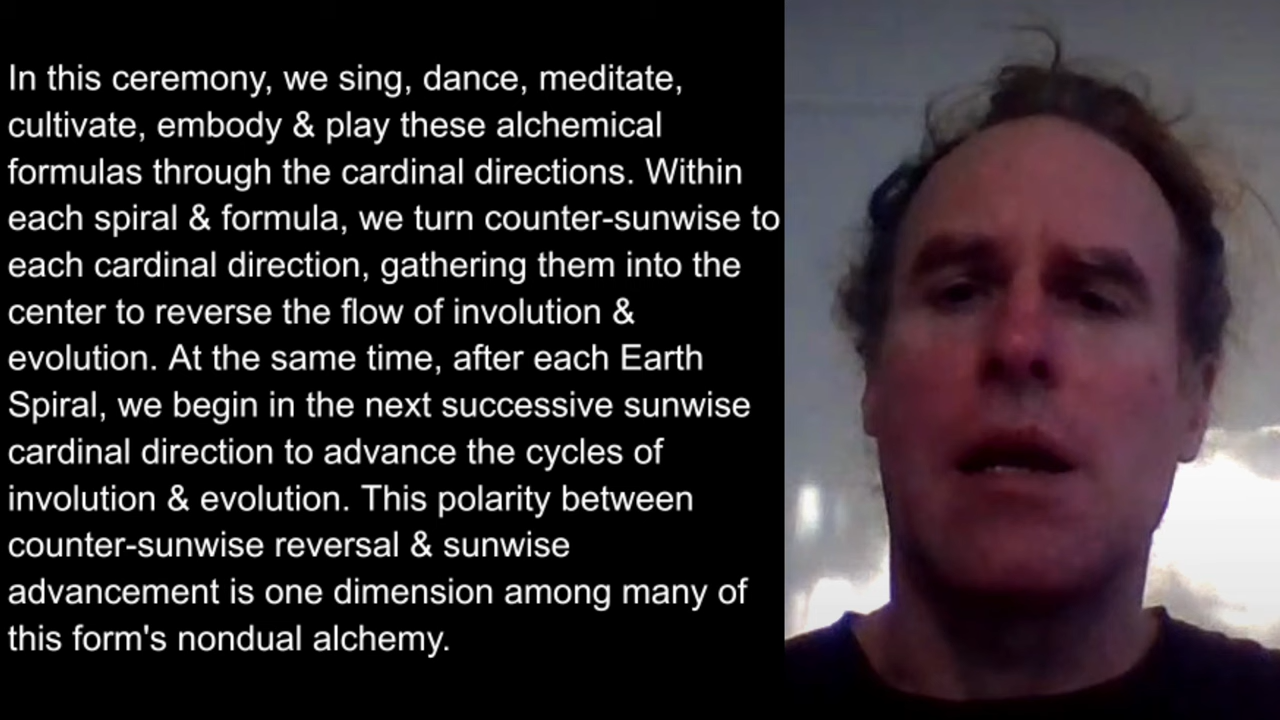 In this ceremony, we sing, dance, meditate,
cultivate, embody & play these alchemical
formulas through the cardinal directions. Within
each spiral & formula, we turn counter-sunwise to
each cardinal direction, gathering them into the
center to reverse the flow of involution &
evolution. At the same time, after each Earth
Spiral, we begin in the next successive sunwise
cardinal direction to advance the cycles of
involution & evolution. This polarity between
counter-sunwise reversal & sunwise
advancement is one dimension among many of
this form's nondual alchemy.